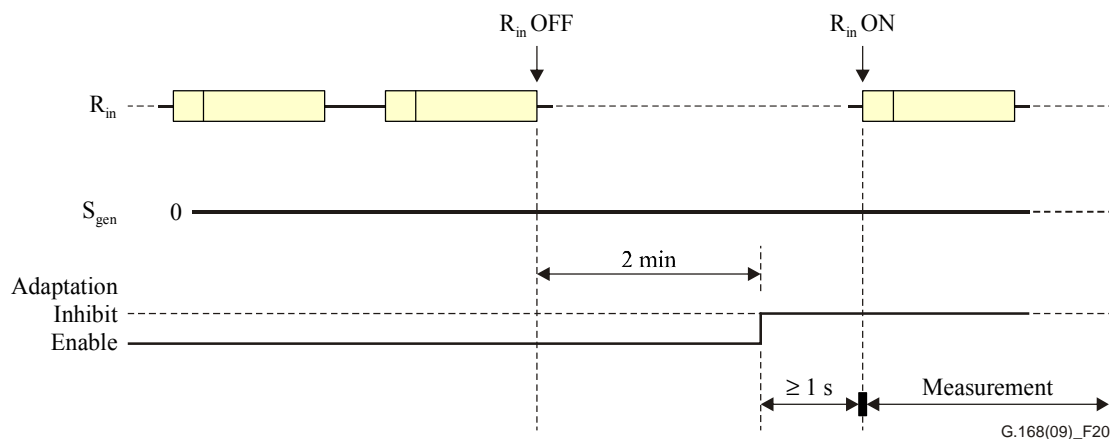 R_in OFF
R_in ON
R_in
S_gen
0
2 min
Adaptation
Inhibit
Enable
≥ 1 s
Measurement
G.168(09)_F20